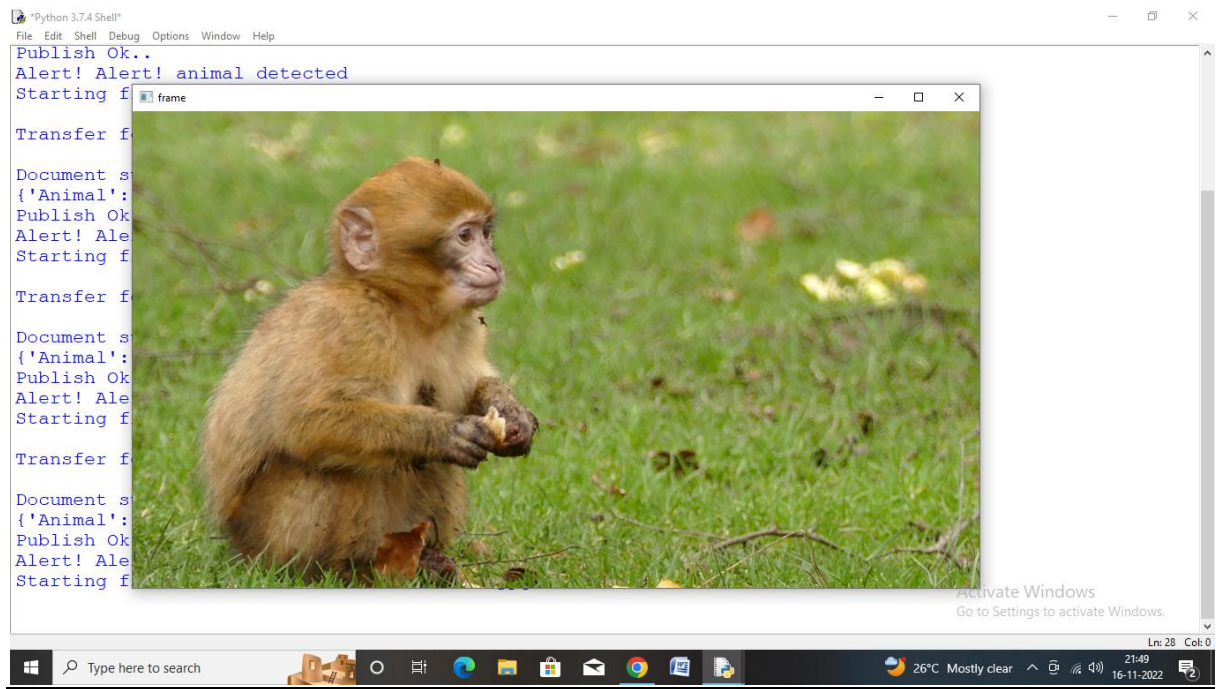 *Python 3.7.4 Shell*
File Edit Shell Debug Options Window Help
Publish Ok..
Alert! Alert! animal detected
Starting f
frame
Transfer f
Document s
{'Animal':
Publish Ok
Alert! Ale
Starting f
Transfer f
Document s
{'Animal':
Publish Ok
Alert! Ale
Starting f
Transfer f
Document s
{'Animal':
Publish Ok
Alert! Ale
Starting f
Activate Windows
Go to Settings to activate Windows.
Ln: 28 Col: 0
Type here to search
26°C Mostly clear
21:49
16-11-2022
2